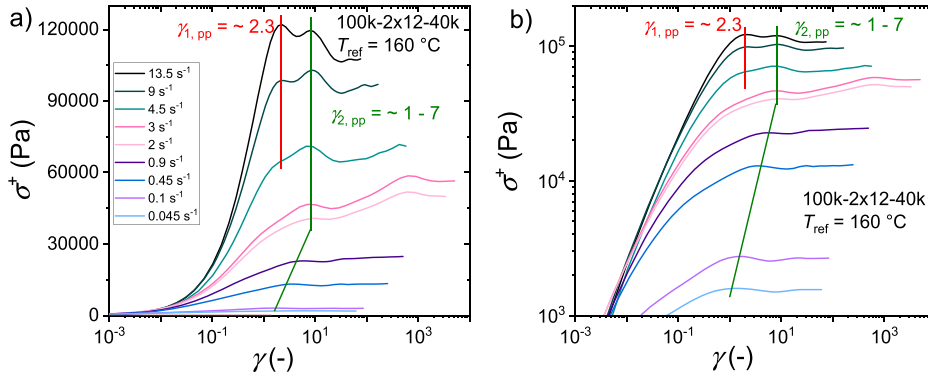 a)
120000
90000
60000
30000
0
σ⁺ (Pa)
γ₁, pp = ~ 2.3
100k-2x12-40k
T_ref = 160 °C
13.5 s⁻¹
9 s⁻¹
4.5 s⁻¹
3 s⁻¹
2 s⁻¹
0.9 s⁻¹
0.45 s⁻¹
0.1 s⁻¹
0.045 s⁻¹
γ₂, pp = ~ 1 - 7
10⁻³ 10⁻¹ 10¹ 10³
γ (-)
b)
10⁵
10⁴
10³
σ⁺ (Pa)
γ₁, pp = ~ 2.3
γ₂, pp = ~ 1 - 7
100k-2x12-40k
T_ref = 160 °C
10⁻³ 10⁻¹ 10¹ 10³
γ (-)